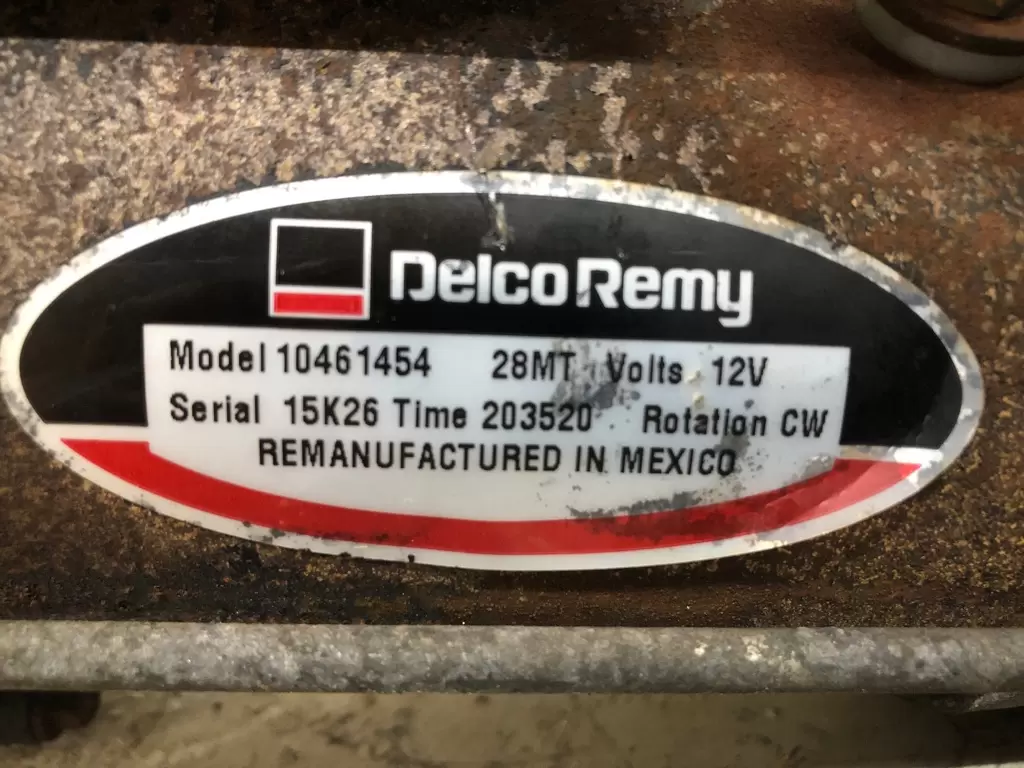 Delco Remy
Model 10461454 28MT Volts 12V
Serial 15K26 Time 203520 Rotation CW
REMANUFACTURED IN MEXICO